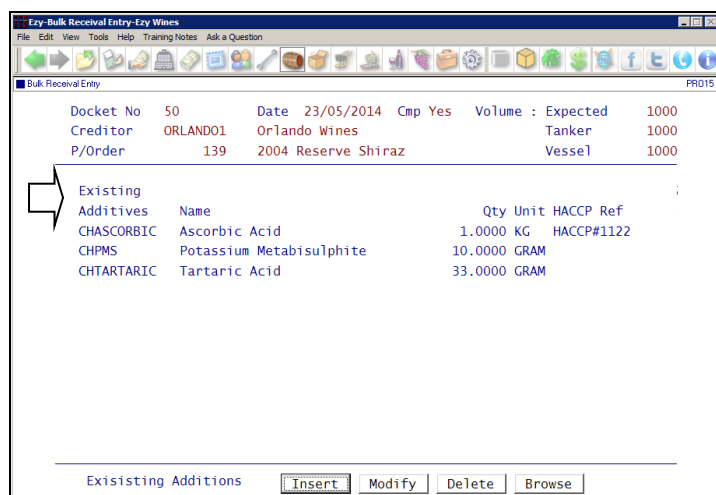 Ezy-Bulk Receival Entry-Ezy Wines
File Edit View Tools Help Training Notes Ask a Question
Bulk Receival Entry PR015
Docket No 50 Date 23/05/2014 Cmp Yes Volume : Expected 1000
Creditor ORLANDO1 Orlando Wines Tanker 1000
P/Order 139 2004 Reserve Shiraz Vessel 1000
Existing
Additives Name Qty Unit HACCP Ref
CHASCORBIC Ascorbic Acid 1.0000 KG HACCP#1122
CHPMS Potassium Metabisulphite 10.0000 GRAM
CHTARTARIC Tartaric Acid 33.0000 GRAM
Exisisting Additions Insert Modify Delete Browse